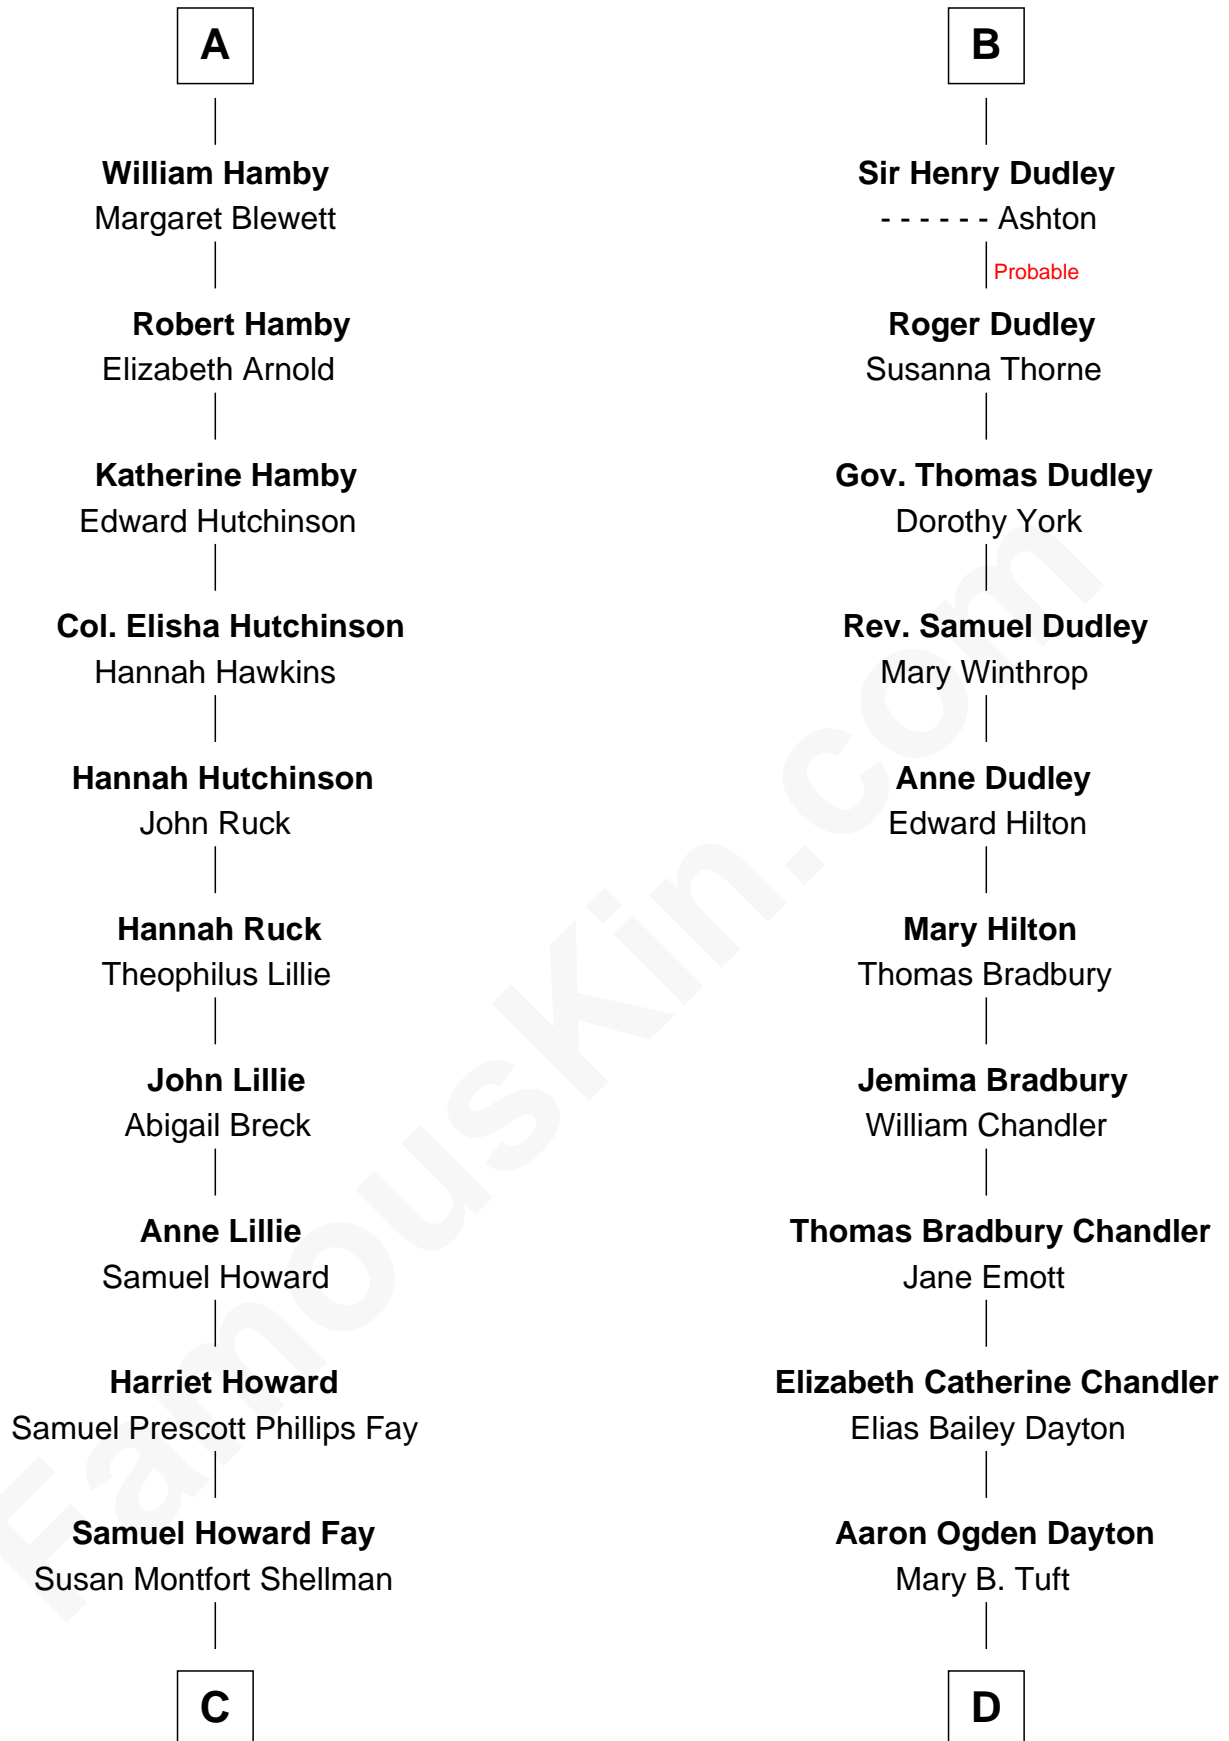 A
William Hamby
Margaret Blewett
Robert Hamby
Elizabeth Arnold
Katherine Hamby
Edward Hutchinson
Col. Elisha Hutchinson
Hannah Hawkins
Hannah Hutchinson
John Ruck
Hannah Ruck
Theophilus Lillie
John Lillie
Abigail Breck
Anne Lillie
Samuel Howard
Harriet Howard
Samuel Prescott Phillips Fay
Samuel Howard Fay
Susan Montfort Shellman
C
B
Sir Henry Dudley
- - - - - - Ashton
Probable
Roger Dudley
Susanna Thorne
Gov. Thomas Dudley
Dorothy York
Rev. Samuel Dudley
Mary Winthrop
Anne Dudley
Edward Hilton
Mary Hilton
Thomas Bradbury
Jemima Bradbury
William Chandler
Thomas Bradbury Chandler
Jane Emott
Elizabeth Catherine Chandler
Elias Bailey Dayton
Aaron Ogden Dayton
Mary B. Tuft
D
FamousKin.com